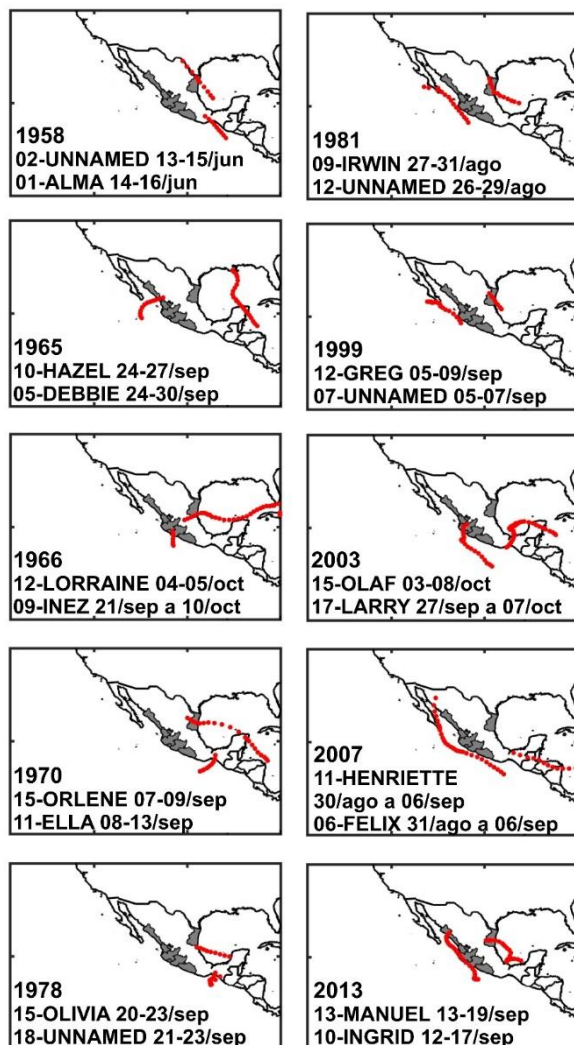 1958
02-UNNAMED 13-15/jun
01-ALMA 14-16/jun
1965
10-HAZEL 24-27/sep
05-DEBBIE 24-30/sep
1966
12-LORRAINE 04-05/oct
09-INEZ 21/sep a 10/oct
1970
15-ORLENE 07-09/sep
11-ELLA 08-13/sep
1978
15-OLIVIA 20-23/sep
18-UNNAMED 21-23/sep
1981
09-IRWIN 27-31/ago
12-UNNAMED 26-29/ago
1999
12-GREG 05-09/sep
07-UNNAMED 05-07/sep
2003
15-OLAF 03-08/oct
17-LARRY 27/sep a 07/oct
2007
11-HENRIETTE
30/ago a 06/sep
06-FELIX 31/ago a 06/sep
2013
13-MANUEL 13-19/sep
10-INGRID 12-17/sep